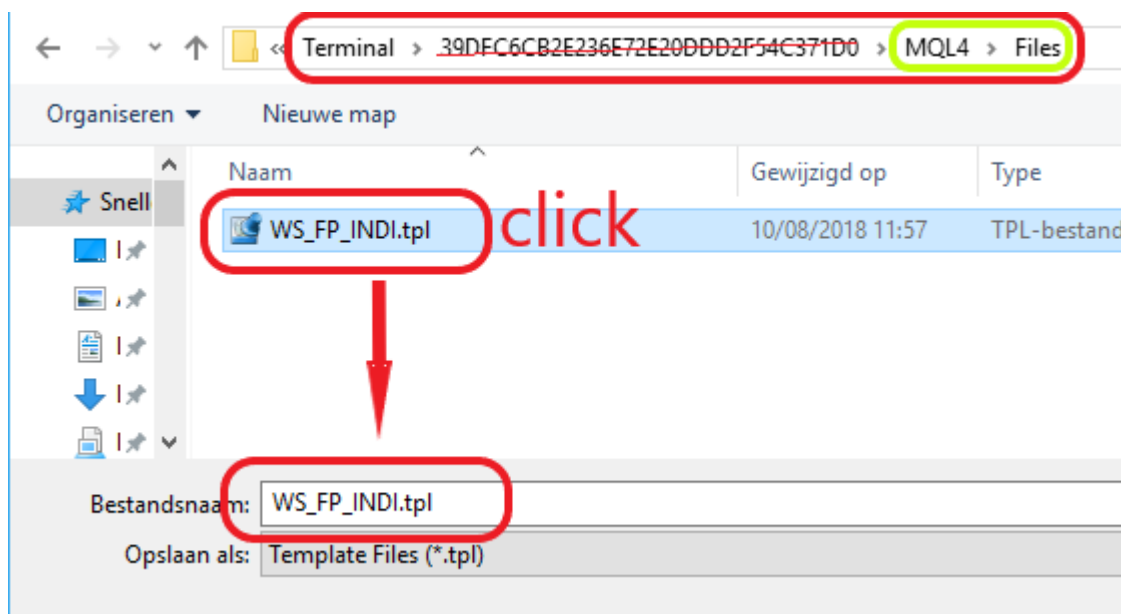 « Terminal > 39DFC6CB2E236E72E20DDD2F54C371D0 > MQL4 > Files
Organiseren Nieuwe map
Naam Gewijzigd op Type
Snell
WS_FP_INDI.tpl click 10/08/2018 11:57 TPL-bestand
Bestandsnaam: WS_FP_INDI.tpl
Opslaan als: Template Files (*.tpl)